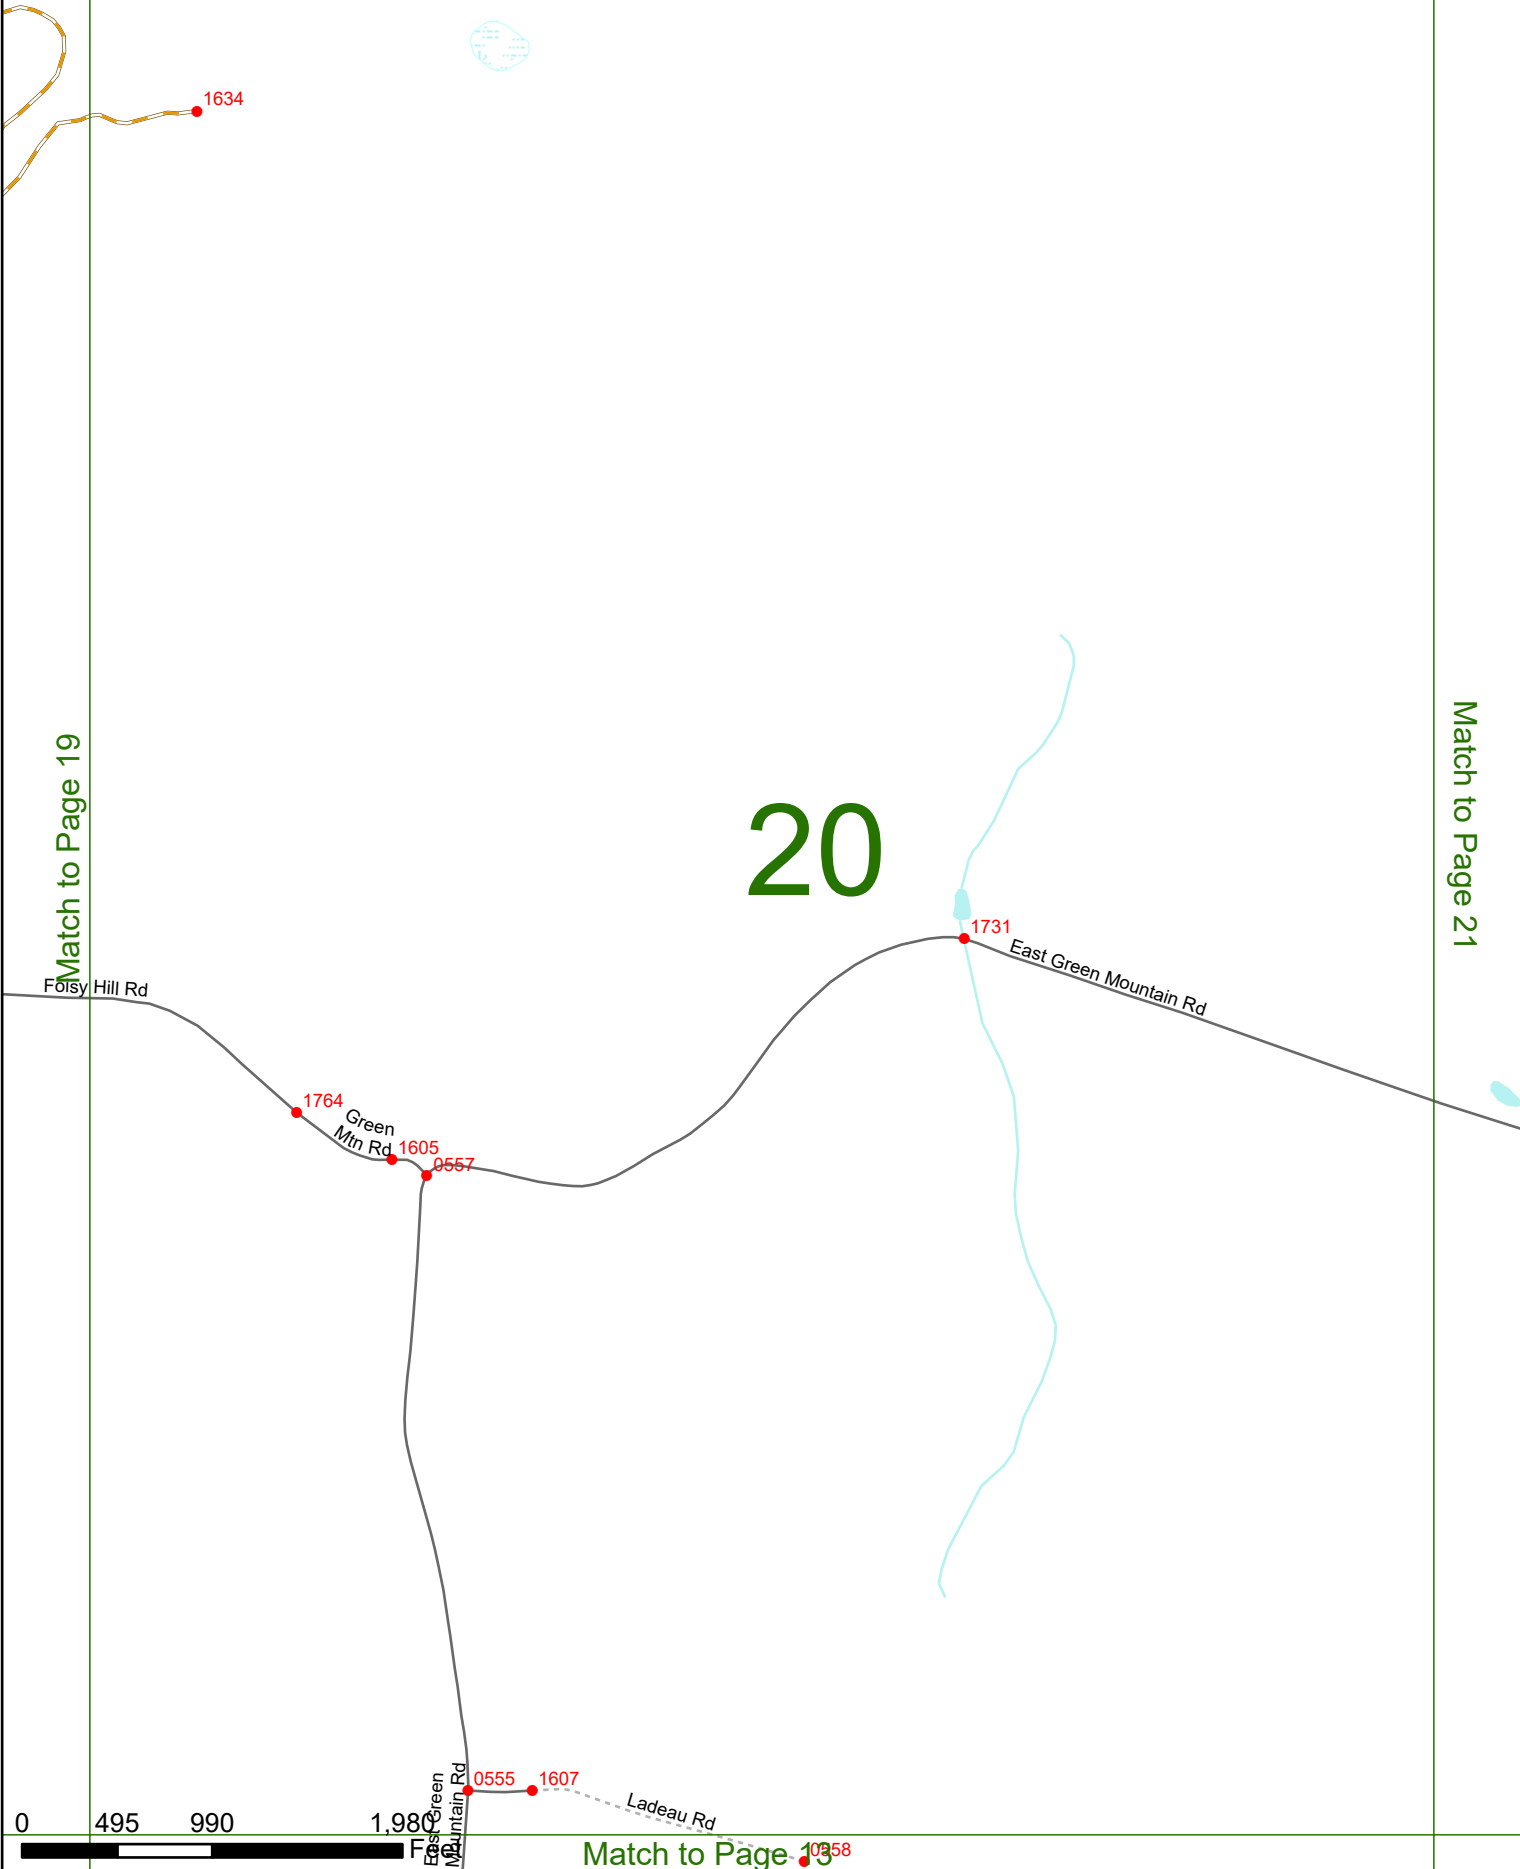 1634
Match to Page 19
Match to Page 21
20
1731
East Green Mountain Rd
Foisy Hill Rd
1764
Green
Mtn Rd
1605
0557
East Green
Mountain Rd
0555
1607
Ladeau Rd
0 495 990 1,980
Feet
Match to Page 13
0558